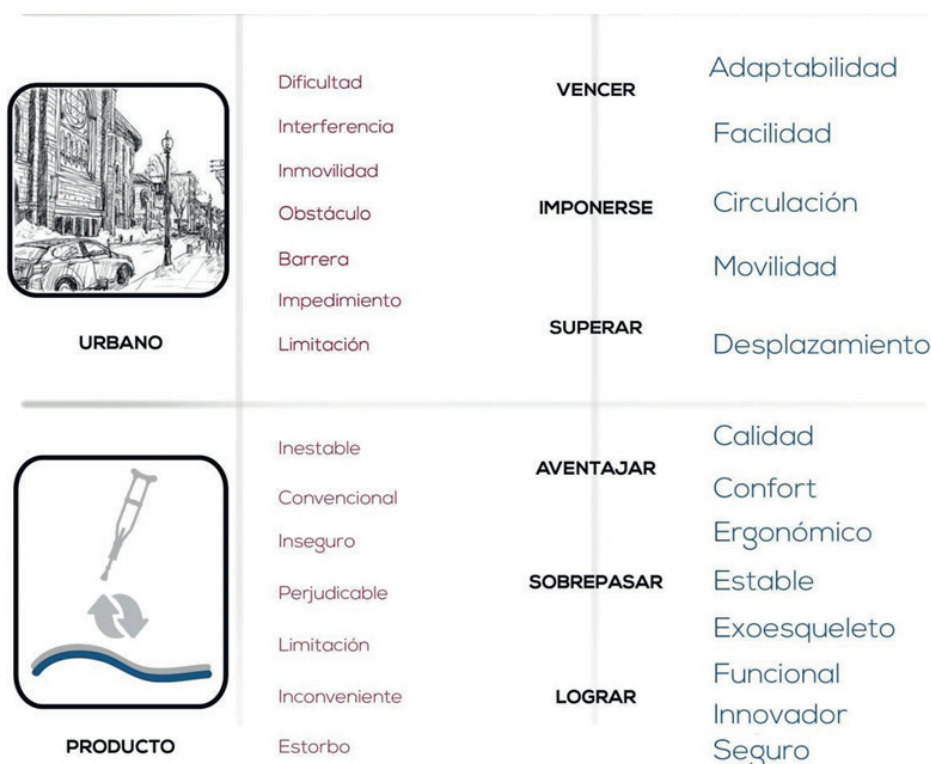 Dificultad
Interferencia
Inmovilidad
Obstáculo
Barrera
Impedimiento
Limitación
VENCER
IMPONERSE
SUPERAR
Adaptabilidad
Facilidad
Circulación
Movilidad
Desplazamiento
URBANO
Inestable
Convencional
Inseguro
Perjudicable
Limitación
Inconveniente
Estorbo
AVENTAJAR
SOBREPASAR
LOGRAR
Calidad
Confort
Ergonómico
Estable
Exoesqueleto
Funcional
Innovador
Seguro
PRODUCTO